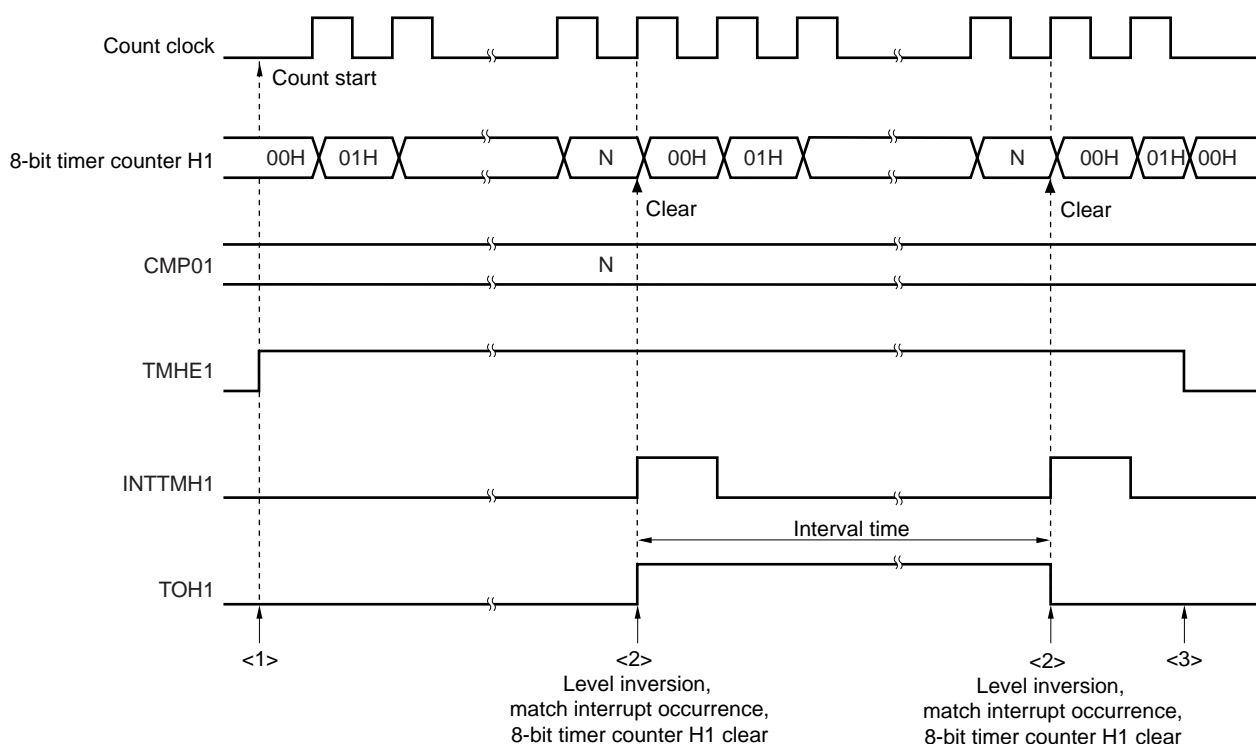 Count clock
Count start
8-bit timer counter H1
00H 01H N 00H 01H N 00H 01H 00H
Clear Clear
CMP01 N
TMHE1
INTTMH1
Interval time
TOH1
<1> <2> <2> <3>
Level inversion,
match interrupt occurrence,
8-bit timer counter H1 clear
Level inversion,
match interrupt occurrence,
8-bit timer counter H1 clear